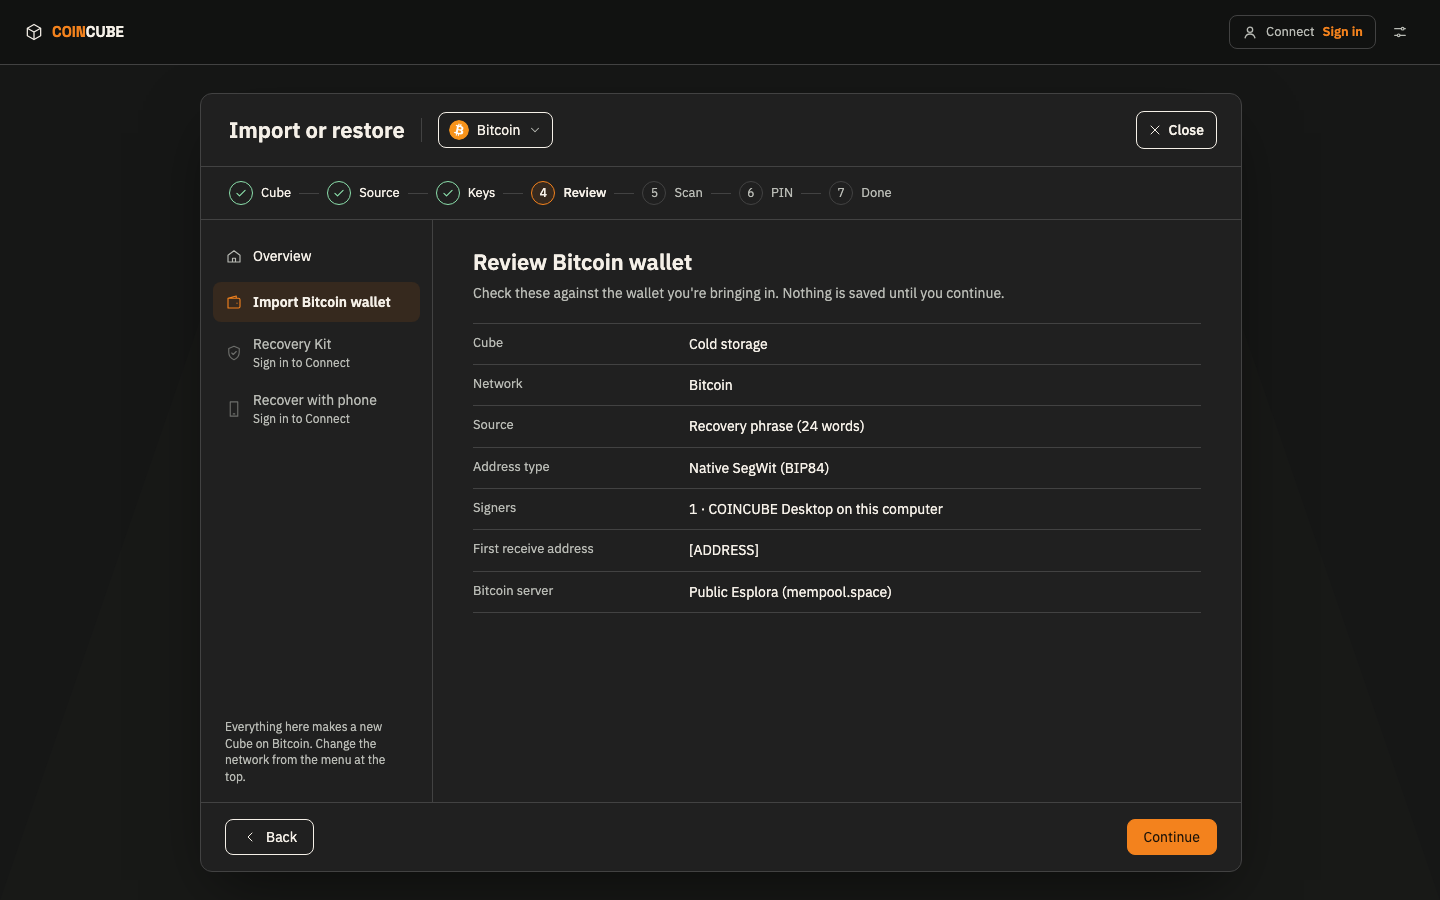 COINCUBE
Connect Sign in
Import or restore
Bitcoin
Close
Cube
Source
Keys
4 Review
5 Scan
6 PIN
7 Done
Overview
Import Bitcoin wallet
Recovery Kit
Sign in to Connect
Recover with phone
Sign in to Connect
Everything here makes a new
Cube on Bitcoin. Change the
network from the menu at the
top.
Review Bitcoin wallet
Check these against the wallet you're bringing in. Nothing is saved until you continue.
Cube Cold storage
Network Bitcoin
Source Recovery phrase (24 words)
Address type Native SegWit (BIP84)
Signers 1 · COINCUBE Desktop on this computer
First receive address [ADDRESS]
Bitcoin server Public Esplora (mempool.space)
Back
Continue